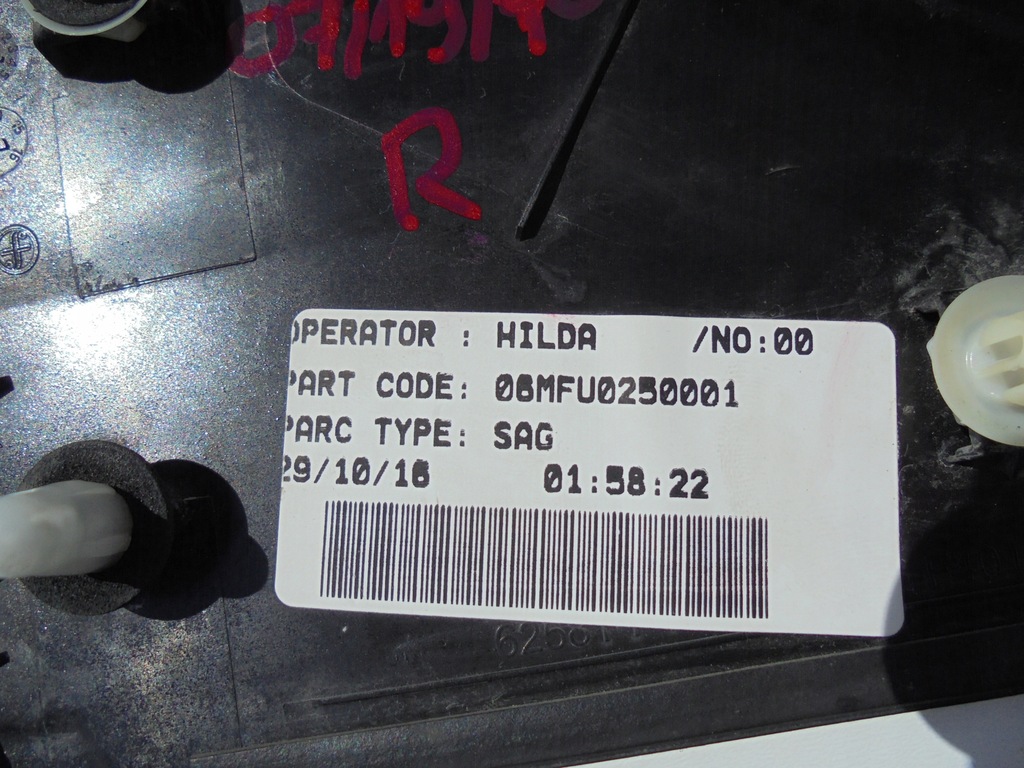 R
OPERATOR : HILDA /NO:00
PART CODE: 06MFU0250001
PARC TYPE: SAG
29/10/16 01:58:22